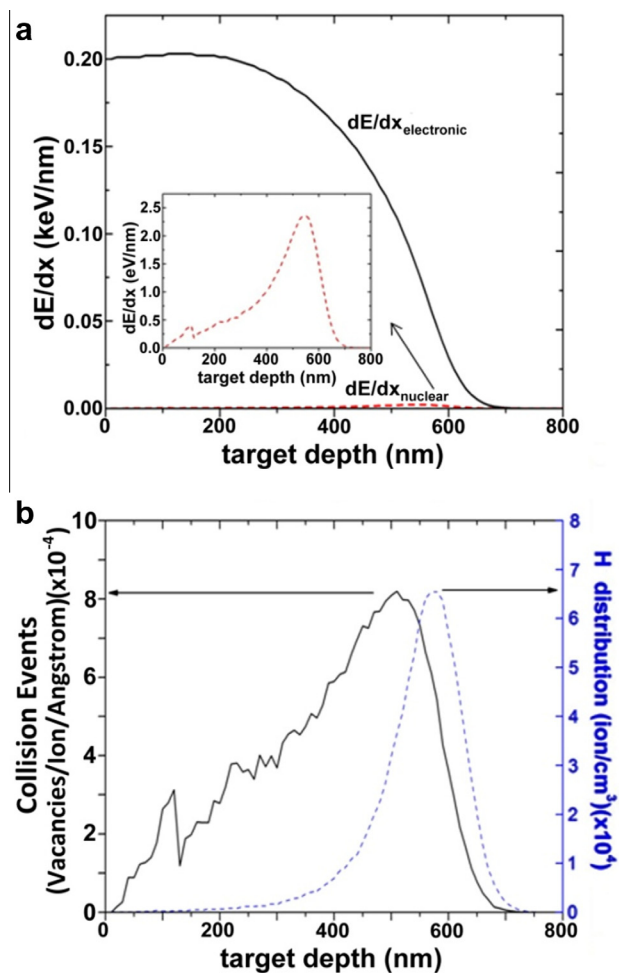 a
0.20
0.15
0.10
0.05
0.00
dE/dx (keV/nm)
dE/dx electronic
2.5
2.0
1.5
1.0
0.5
0.0
dE/dx (eV/nm)
0 200 400 600 800
target depth (nm)
dE/dx nuclear
0 200 400 600 800
target depth (nm)
b
10
8
6
4
2
0
Collision Events
(Vacancies/Ion/Angstrom)(x10⁻⁴)
8
7
6
5
4
3
2
1
0
H distribution (ion/cm³)(x10⁴)
0 200 400 600 800
target depth (nm)